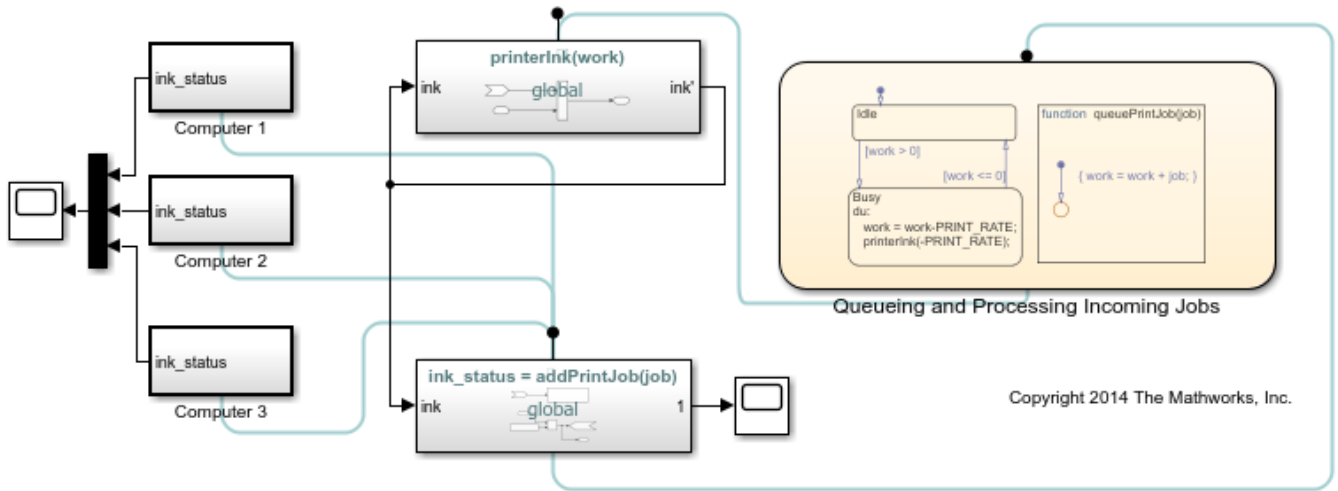 ink_status
Computer 1
ink_status
Computer 2
ink_status
Computer 3
printerInk(work)
ink
global
ink'
ink_status = addPrintJob(job)
ink
global
1
Idle
[work > 0]
[work <= 0]
Busy
du:
work = work-PRINT_RATE;
printerInk(-PRINT_RATE);
function queuePrintJob(job)
{ work = work + job; }
Queueing and Processing Incoming Jobs
Copyright 2014 The Mathworks, Inc.